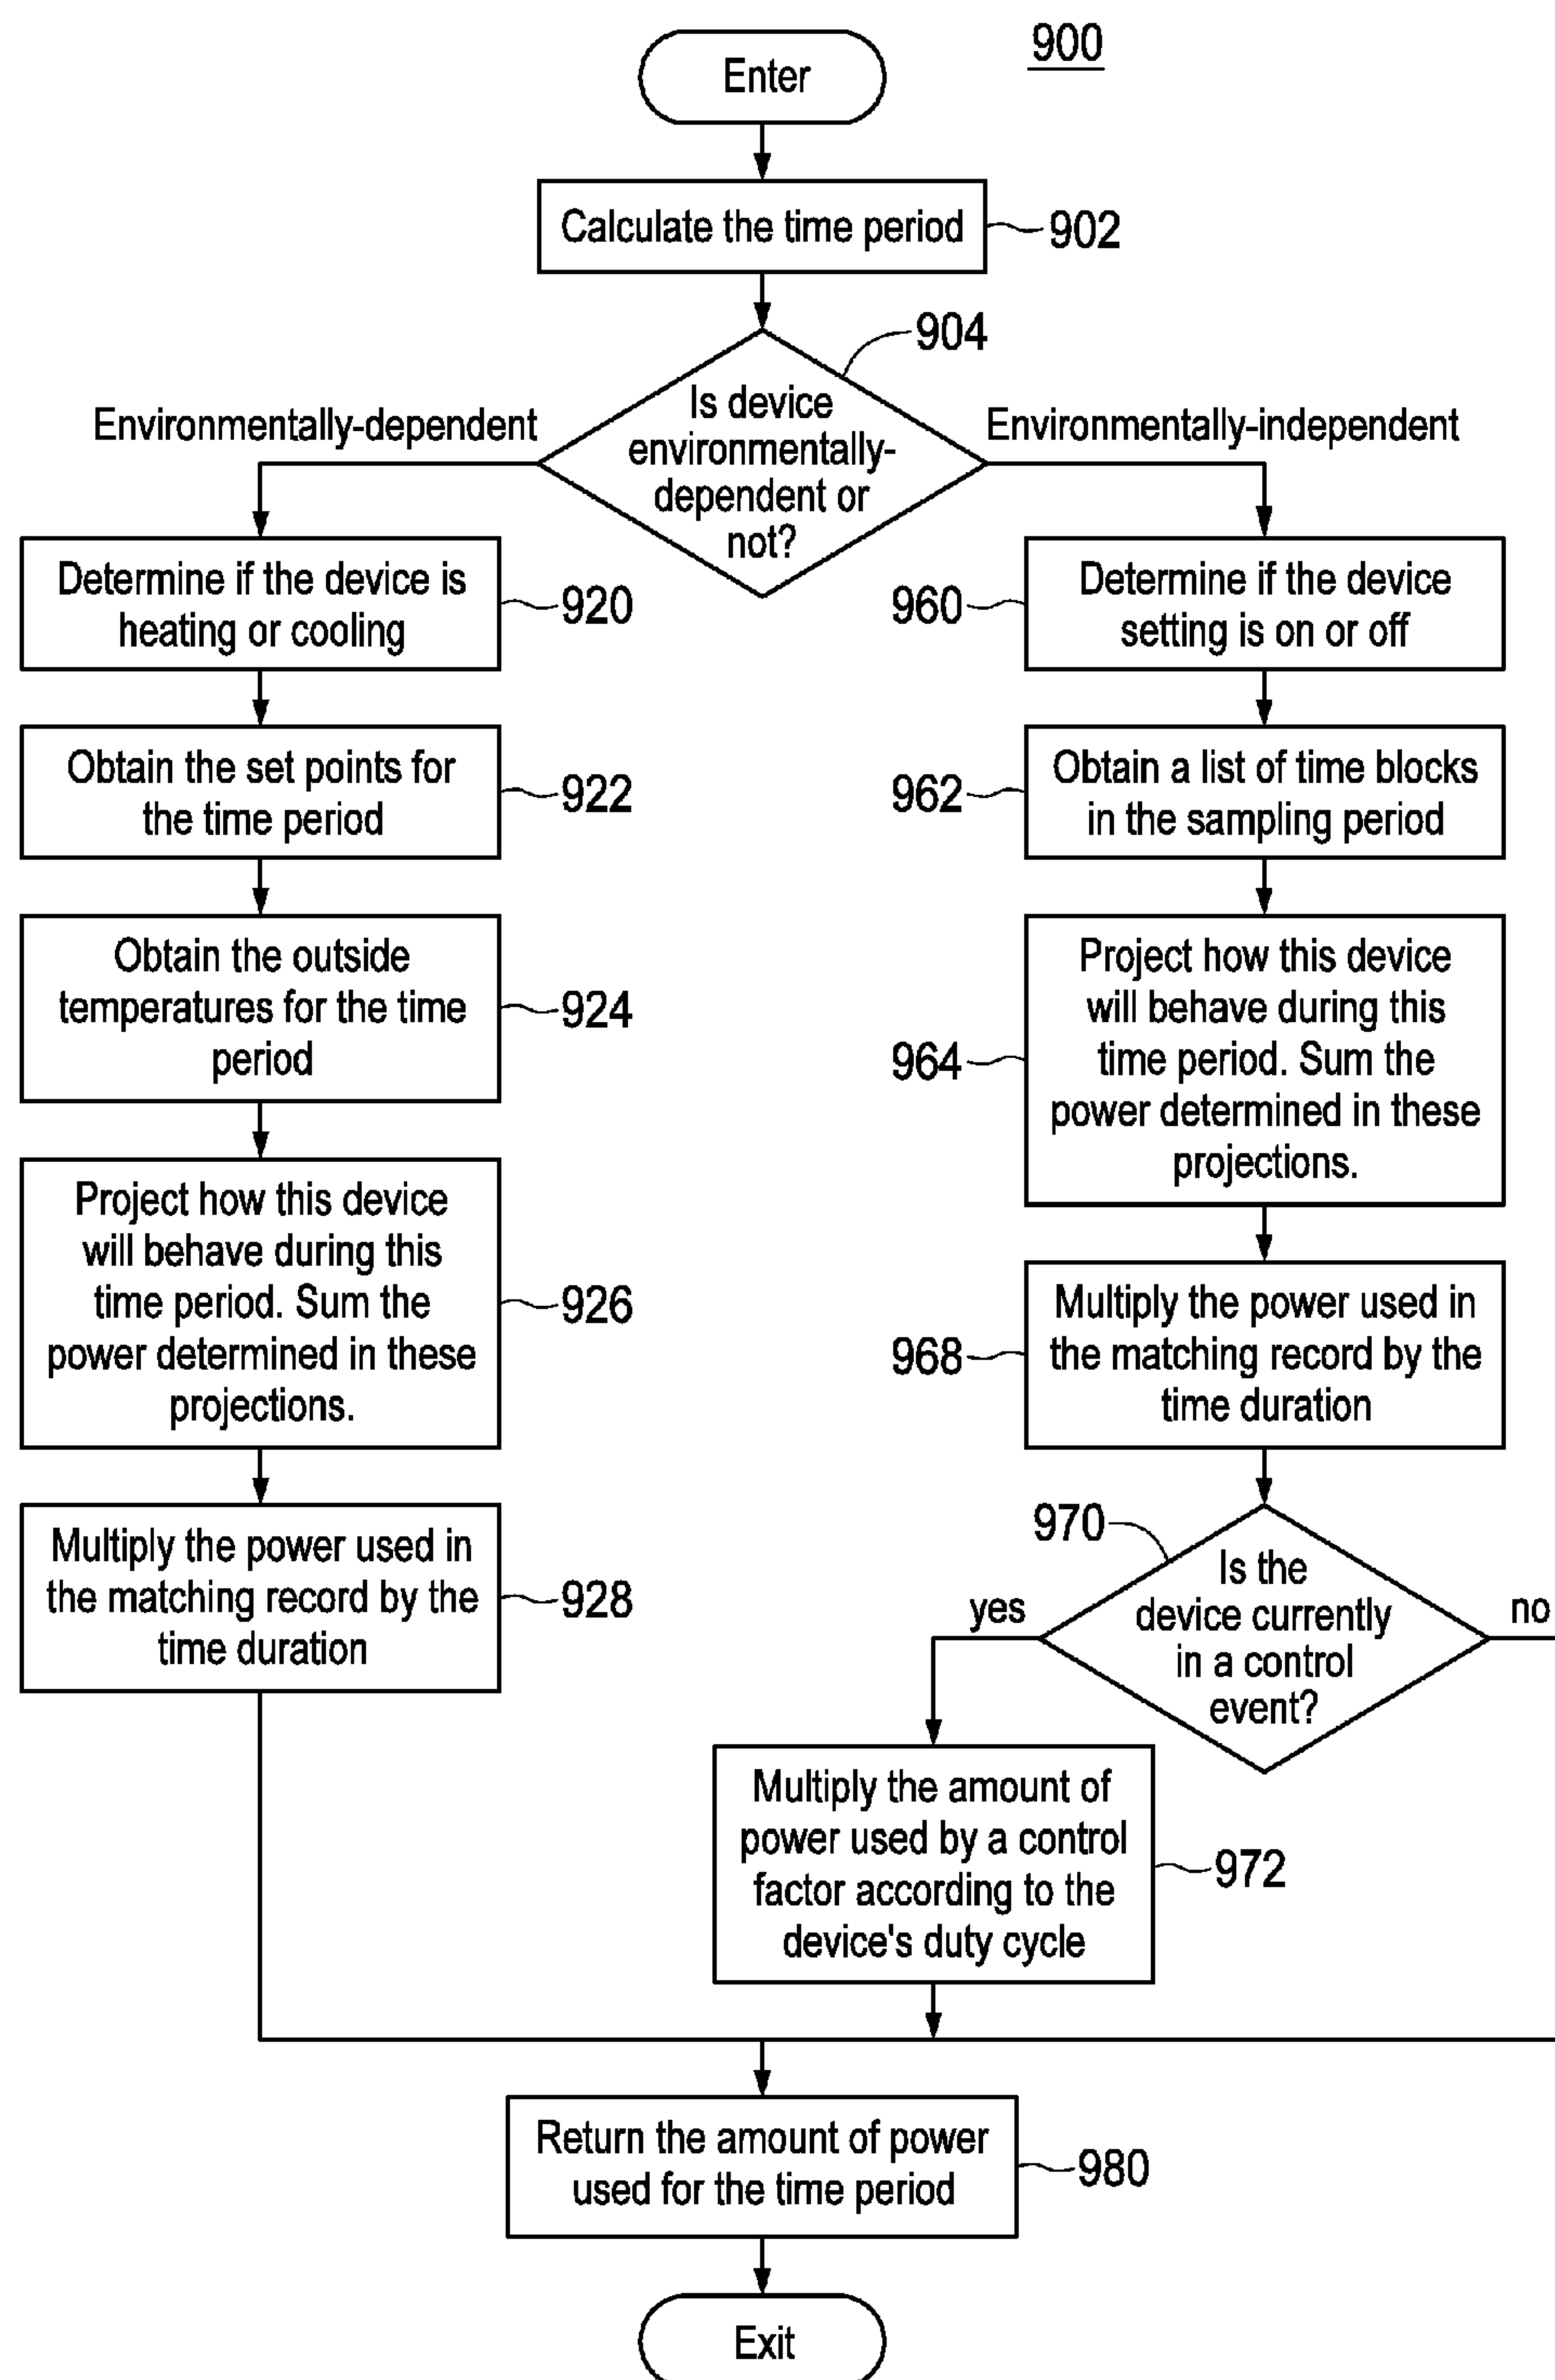 900
Enter
Calculate the time period
902
904
Is device
environmentally-
dependent or
not?
Environmentally-dependent
Environmentally-independent
Determine if the device is
heating or cooling
920
Obtain the set points for
the time period
922
Obtain the outside
temperatures for the time
period
924
Project how this device
will behave during this
time period. Sum the
power determined in these
projections.
926
Multiply the power used in
the matching record by the
time duration
928
960
Determine if the device
setting is on or off
962
Obtain a list of time blocks
in the sampling period
964
Project how this device
will behave during this
time period. Sum the
power determined in these
projections.
968
Multiply the power used in
the matching record by the
time duration
970
Is the
device currently
in a control
event?
yes
no
Multiply the amount of
power used by a control
factor according to the
device's duty cycle
972
Return the amount of power
used for the time period
980
Exit